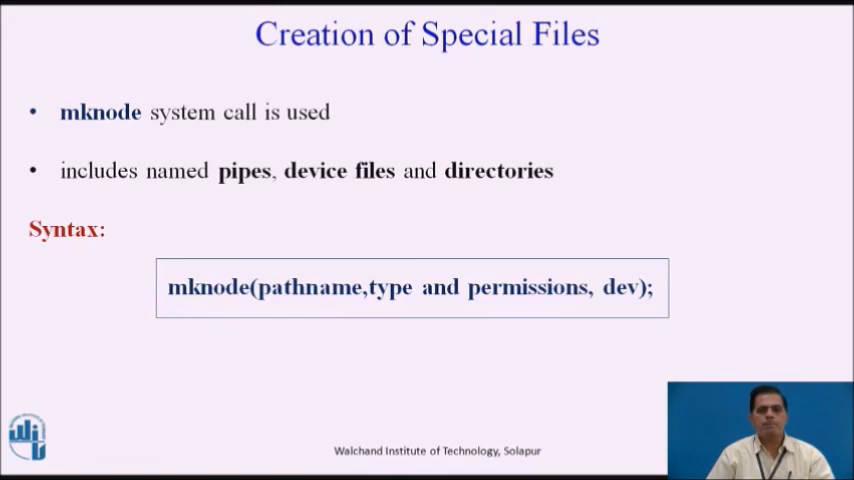 Creation of Special Files
• mknode system call is used
• includes named pipes, device files and directories
Syntax:
mknode(pathname,type and permissions, dev);
Walchand Institute of Technology, Solapur